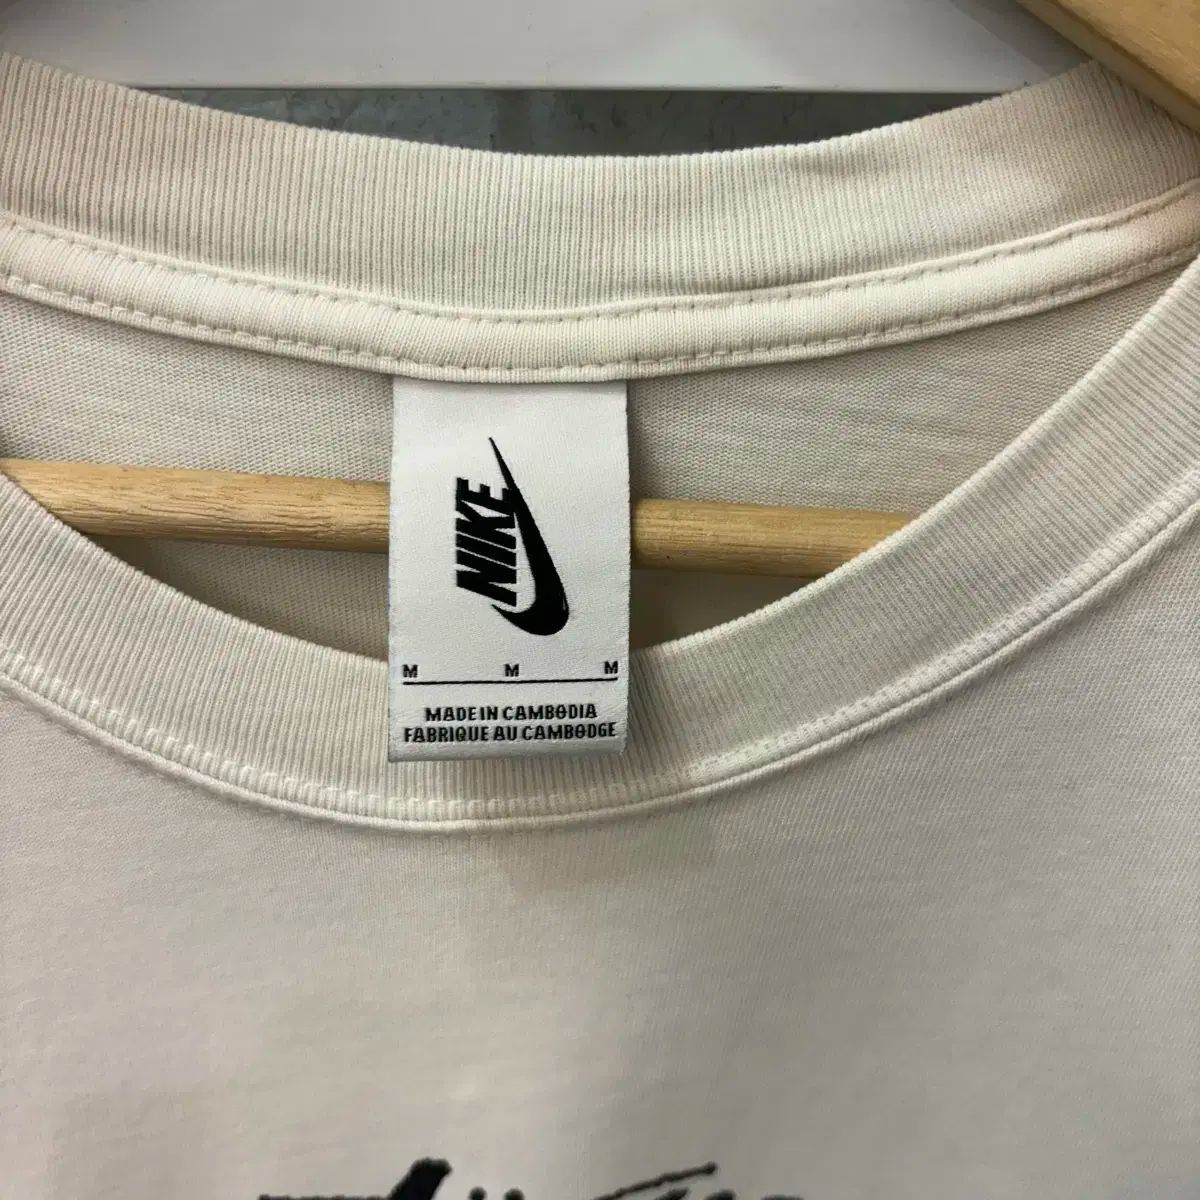 NIKE
M M M
MADE IN CAMBODIA
FABRIQUE AU CAMBODGE